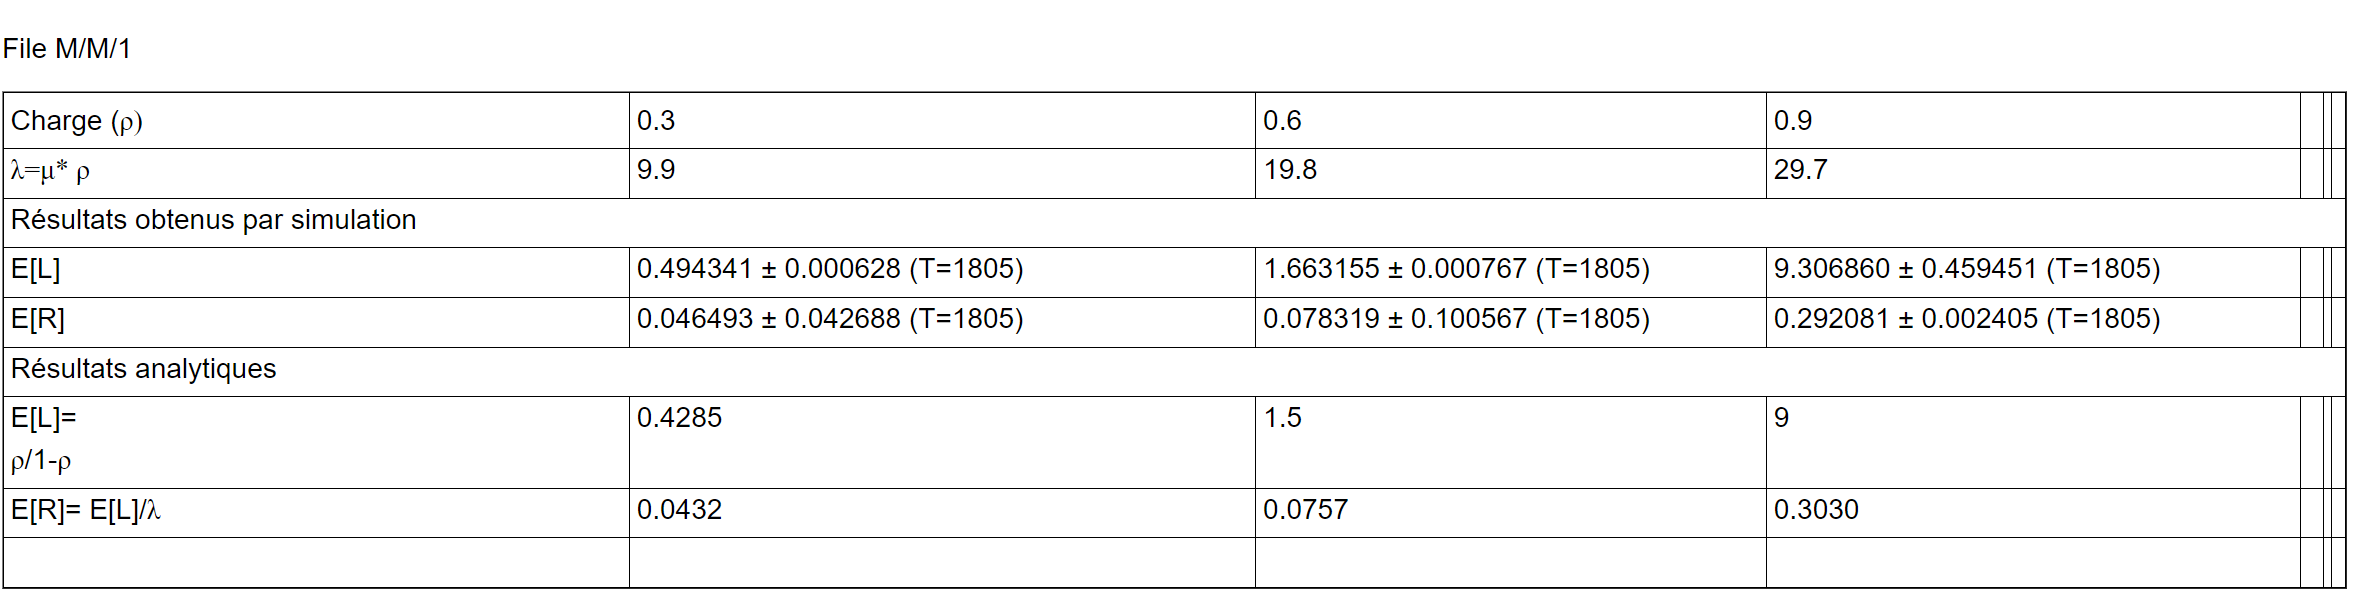 File M/M/1
Charge (ρ) 0.3 0.6 0.9
λ=μ* ρ 9.9 19.8 29.7
Résultats obtenus par simulation
E[L] 0.494341 ± 0.000628 (T=1805) 1.663155 ± 0.000767 (T=1805) 9.306860 ± 0.459451 (T=1805)
E[R] 0.046493 ± 0.042688 (T=1805) 0.078319 ± 0.100567 (T=1805) 0.292081 ± 0.002405 (T=1805)
Résultats analytiques
E[L]= 0.4285 1.5 9
ρ/1-ρ
E[R]= E[L]/λ 0.0432 0.0757 0.3030